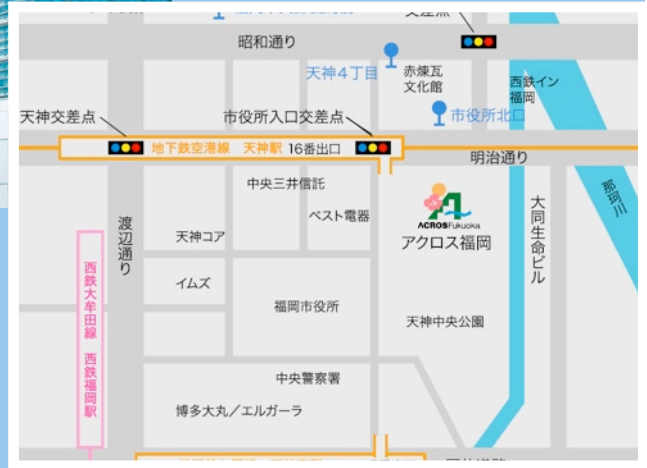 昭和通り
天神4丁目
赤煉瓦
文化館
西鉄イン
福岡
市役所北口
天神交差点
市役所入口交差点
地下鉄空港線 天神駅 16番出口
明治通り
中央三井信託
ベスト電器
渡辺通り
天神コア
ACROS Fukuoka
アクロス福岡
大同生命ビル
那珂川
イムズ
西鉄大牟田線 西鉄福岡駅
福岡市役所
天神中央公園
中央警察署
博多大丸/エルガーラ